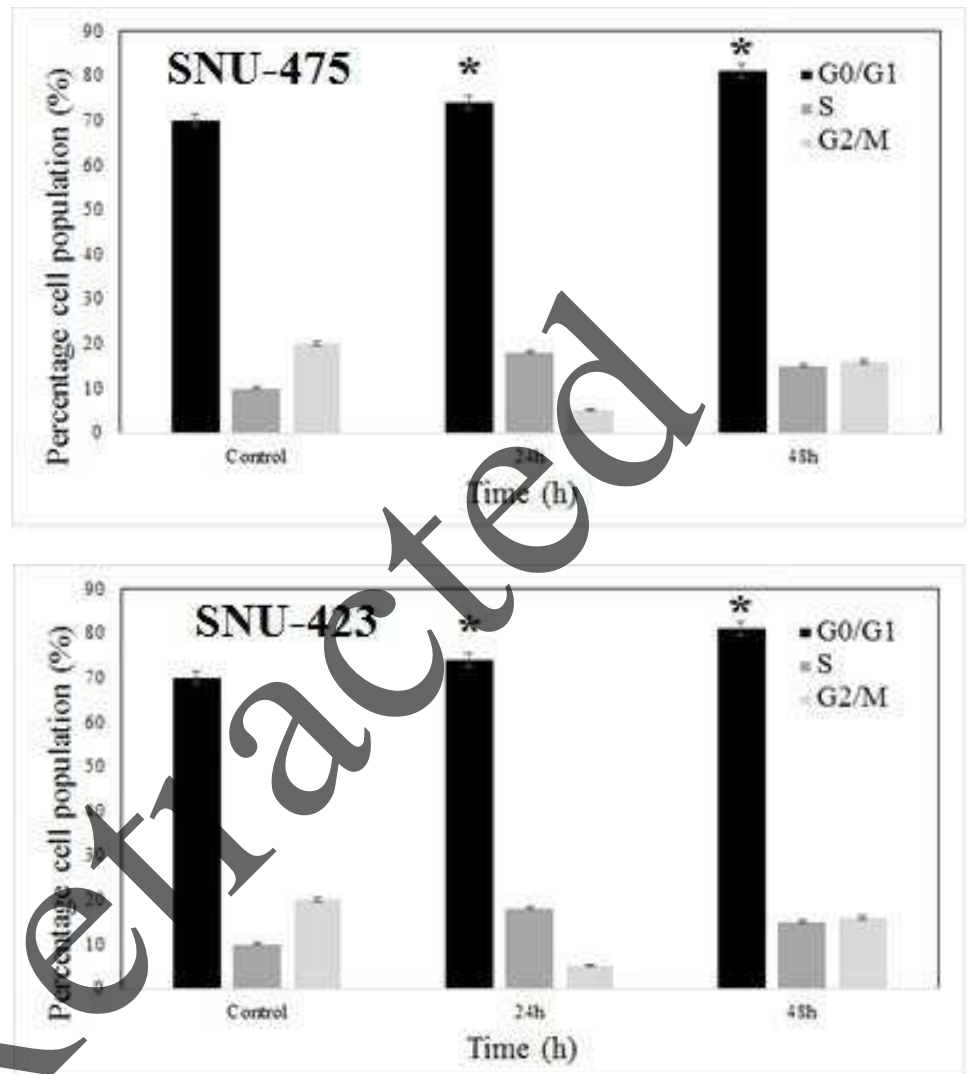 90
80
70
60
50
40
30
20
10
0
Percentage cell population (%)
SNU-475
*
*
G0/G1
S
G2/M
Control
24h
48h
Time (h)
90
80
70
60
50
40
30
20
10
0
Percentage cell population (%)
SNU-423
*
*
G0/G1
S
G2/M
Control
24h
48h
Time (h)
Retracted